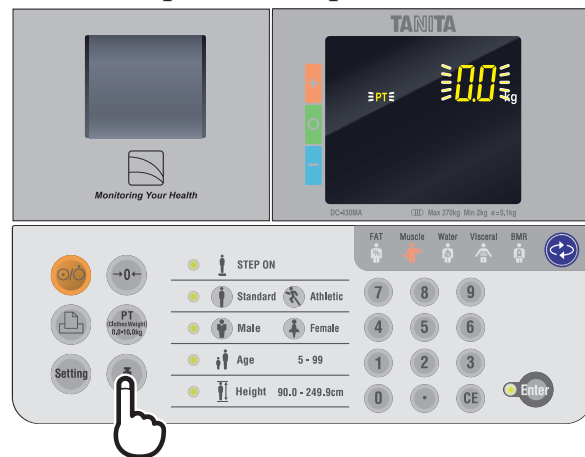 TANITA
+
PT
0.0 kg
−
Monitoring Your Health
DC-430MA Max 270kg Min 2kg e=0,1kg
FAT Muscle Water Visceral BMR
%
→0←
STEP ON
Standard Athletic
7 8 9
PT
(Clothes Weight)
0.0-10.0kg
Male Female
4 5 6
Setting
Age 5 - 99
1 2 3
Height 90.0 - 249.9cm
0 · CE
Enter